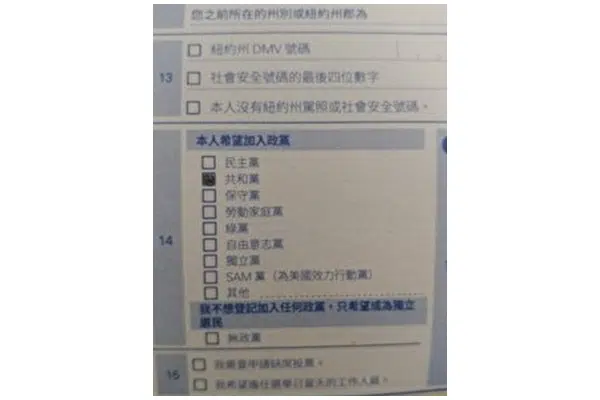 您之前所在的州別或紐約州郡為
13
紐約州 DMV 號碼
社會安全號碼的最後四位數字
本人沒有紐約州駕照或社會安全號碼。
14
本人希望加入政黨
民主黨
共和黨
保守黨
勞動家庭黨
綠黨
自由意志黨
獨立黨
SAM 黨（為美國效力行動黨）
其他
我不想登記加入任何政黨，只希望成為獨立
選民
無政黨
15
我需要申請缺席投票。
我希望擔任選舉日當天的工作人員。